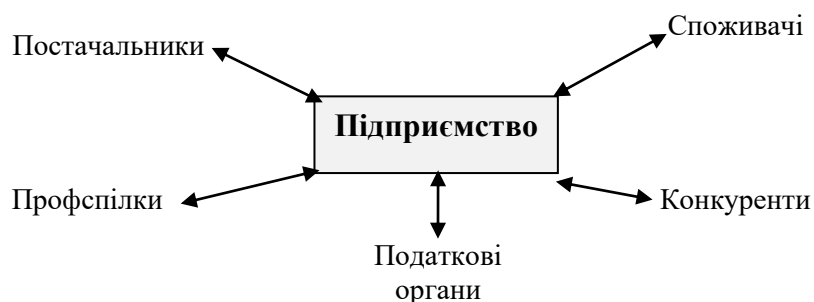 Постачальники
Споживачі
Підприємство
Профспілки
Конкуренти
Податкові
органи